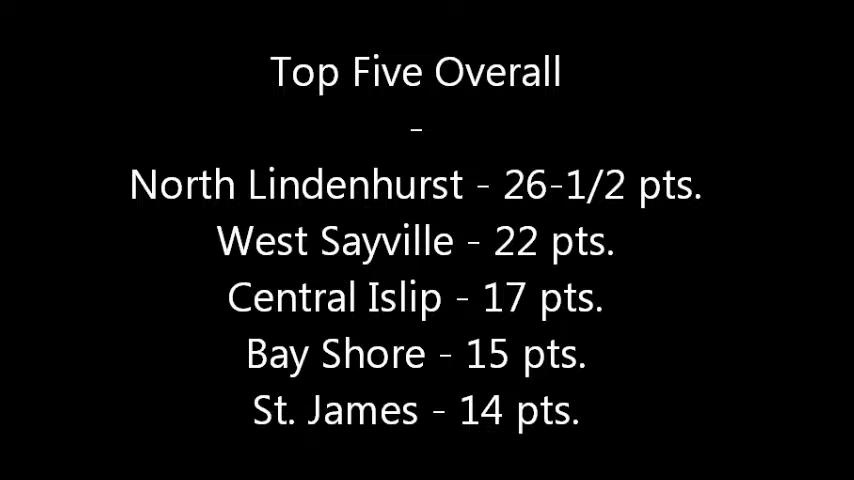 Top Five Overall
-
North Lindenhurst - 26-1/2 pts.
West Sayville - 22 pts.
Central Islip - 17 pts.
Bay Shore - 15 pts.
St. James - 14 pts.